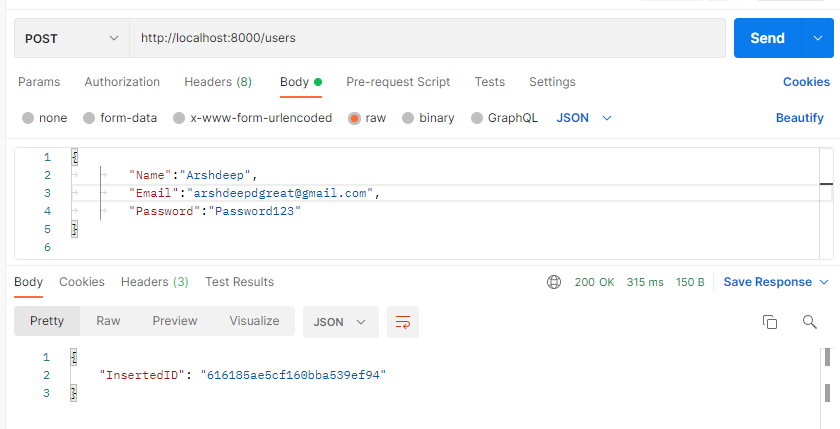 POST http://localhost:8000/users Send
Params Authorization Headers (8) Body Pre-request Script Tests Settings Cookies
none form-data x-www-form-urlencoded raw binary GraphQL JSON Beautify
1 {
2 "Name":"Arshdeep",
3 "Email":"arshdeepdgreat@gmail.com",
4 "Password":"Password123"
5 }
6
Body Cookies Headers (3) Test Results 200 OK 315 ms 150 B Save Response
Pretty Raw Preview Visualize JSON
1 {
2 "InsertedID": "616185ae5cf160bba539ef94"
3 }